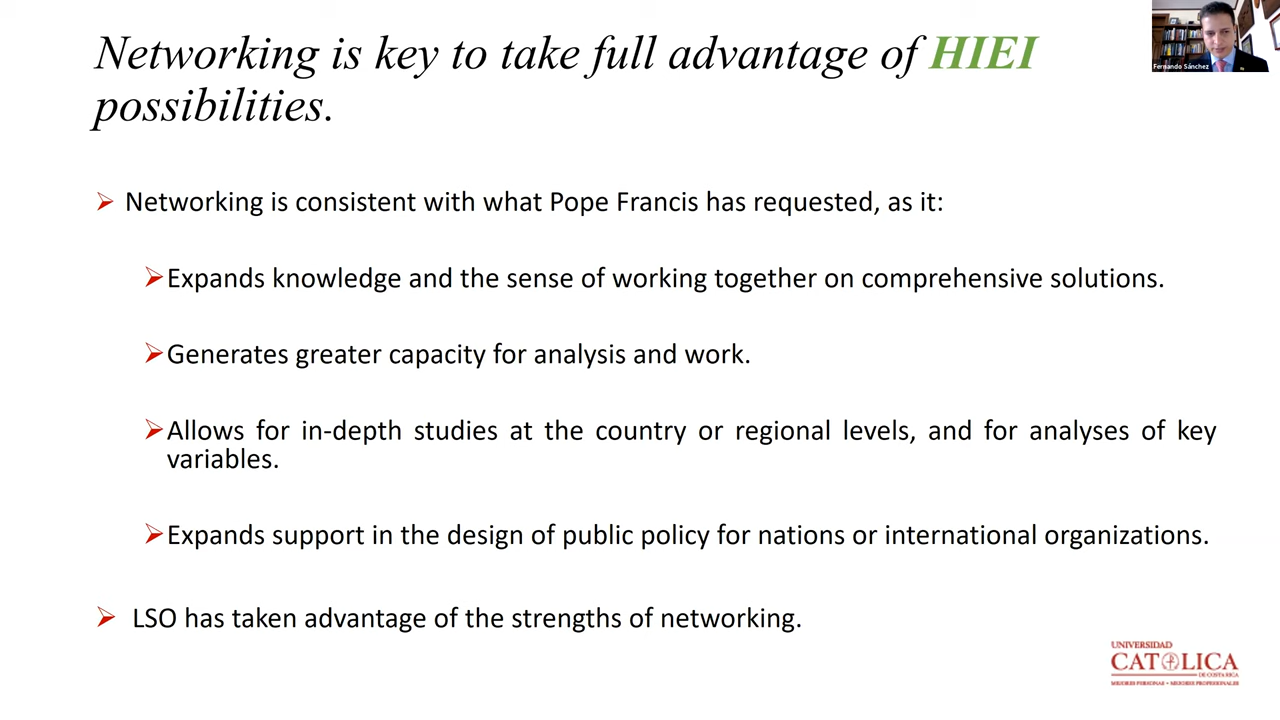 Networking is key to take full advantage of HIEI
possibilities.
Fernando Sánchez
Networking is consistent with what Pope Francis has requested, as it:
Expands knowledge and the sense of working together on comprehensive solutions.
Generates greater capacity for analysis and work.
Allows for in-depth studies at the country or regional levels, and for analyses of key
variables.
Expands support in the design of public policy for nations or international organizations.
LSO has taken advantage of the strengths of networking.
UNIVERSIDAD
CATOLICA
DE COSTA RICA
MEJORES PERSONAS • MEJORES PROFESIONALES